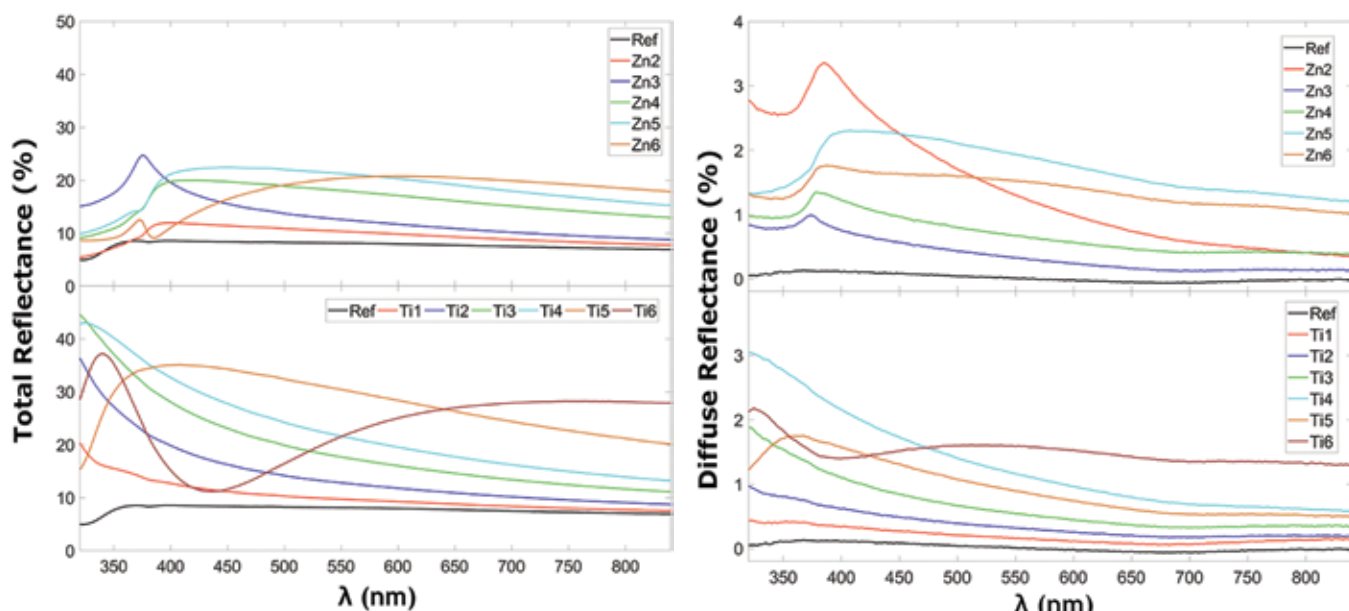 Total Reflectance (%)
50
40
30
20
10
0
Ref
Zn2
Zn3
Zn4
Zn5
Zn6
40
30
20
10
0
Ref Ti1 Ti2 Ti3 Ti4 Ti5 Ti6
350 400 450 500 550 600 650 700 750 800
λ (nm)
Diffuse Reflectance (%)
4
3
2
1
0
Ref
Zn2
Zn3
Zn4
Zn5
Zn6
3
2
1
0
Ref
Ti1
Ti2
Ti3
Ti4
Ti5
Ti6
350 400 450 500 550 600 650 700 750 800
λ (nm)